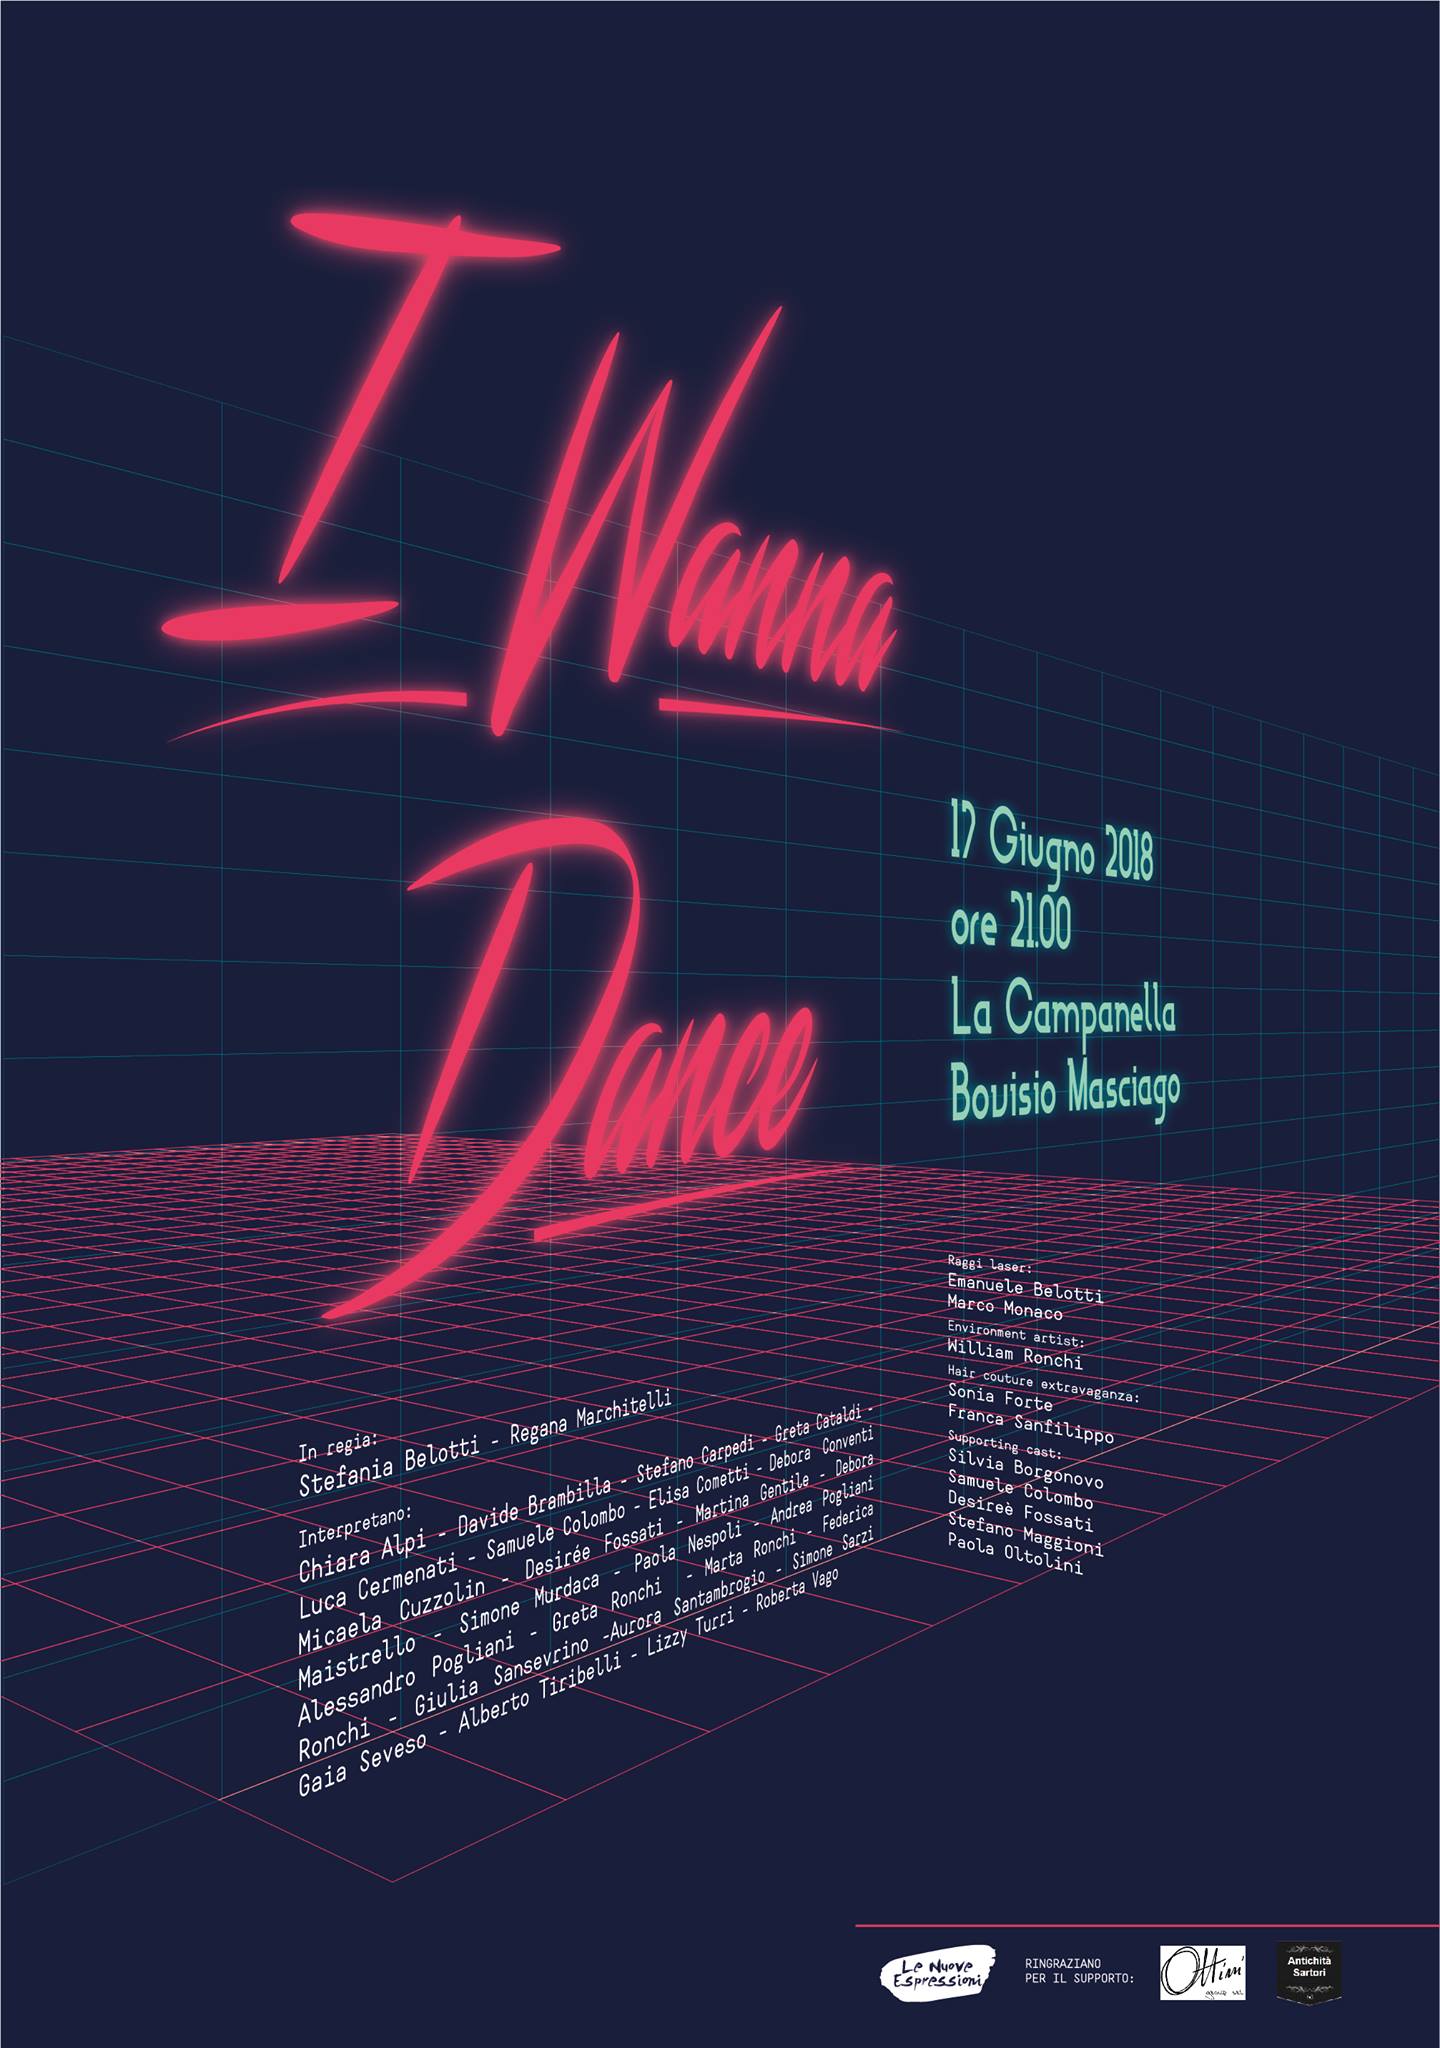 I Wanna
Dance
17 Giugno 2018
ore 21.00
La Campanella
Bovisio Masciago
In regia:
Stefania Belotti - Regana Marchitelli
Interpretano:
Chiara Alpi - Davide Brambilla - Stefano Carpedi - Greta Cataldi -
Luca Cermenati - Samuele Colombo - Elisa Cometti - Debora Conventi
Micaela Cuzzolin - Desirée Fossati - Martina Gentile - Debora
Maistrello - Simone Murdaca - Paola Nespoli - Andrea Pogliani
Alessandro Pogliani - Greta Ronchi - Marta Ronchi - Federica
Ronchi - Giulia Sansevrino -Aurora Santambrogio - Simone Sarzi
Gaia Seveso - Alberto Tiribelli - Lizzy Turri - Roberta Vago
Raggi laser:
Emanuele Belotti
Marco Monaco
Environment artist:
William Ronchi
Hair couture extravaganza:
Sonia Forte
Franca Sanfilippo
Supporting cast:
Silvia Borgonovo
Samuele Colombo
Desireè Fossati
Stefano Maggioni
Paola Oltolini
Le Nuove
Espressioni
RINGRAZIANO
PER IL SUPPORTO:
Antichità
Sartori